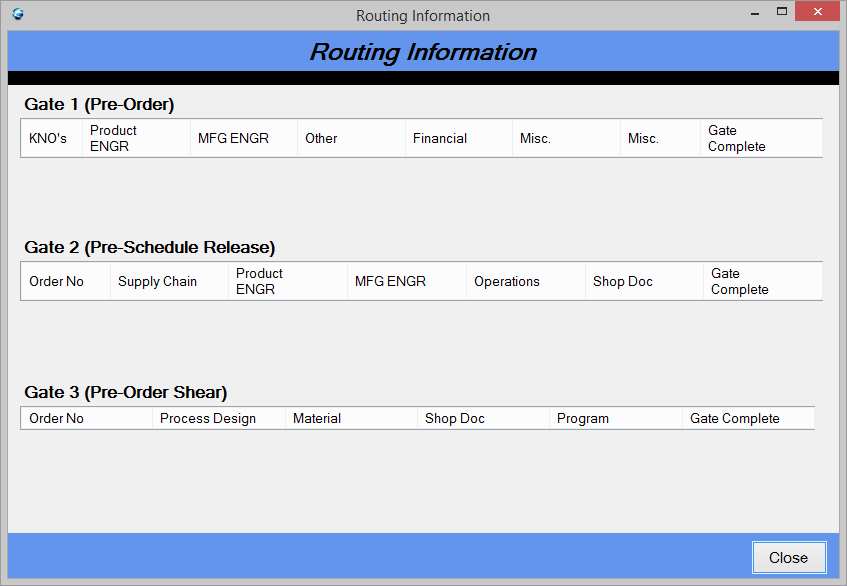 Routing Information
Routing Information
Gate 1 (Pre-Order)
KNO's Product ENGR MFG ENGR Other Financial Misc. Misc. Gate Complete
Gate 2 (Pre-Schedule Release)
Order No Supply Chain Product ENGR MFG ENGR Operations Shop Doc Gate Complete
Gate 3 (Pre-Order Shear)
Order No Process Design Material Shop Doc Program Gate Complete
Close